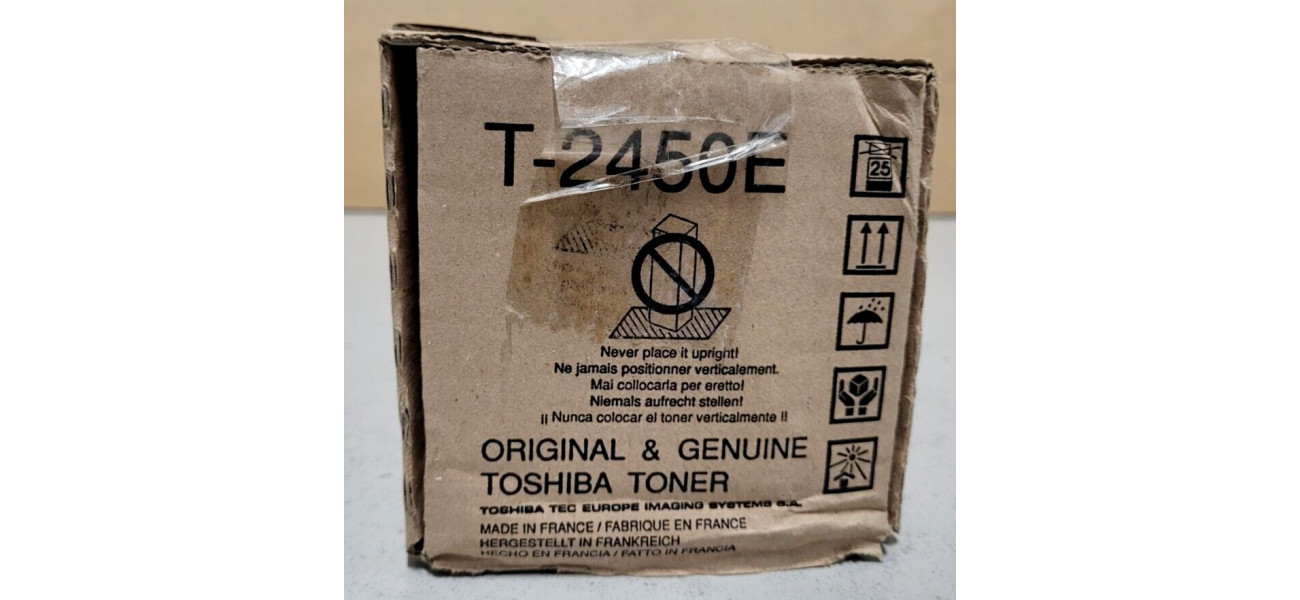 T-2450E
25
Never place it upright!
Ne jamais positionner verticalement.
Mai collocarla per eretto!
Niemals aufrecht stellen!
¡¡ Nunca colocar el toner verticalmente !!
ORIGINAL & GENUINE
TOSHIBA TONER
TOSHIBA TEC EUROPE IMAGING SYSTEMS S.A.
MADE IN FRANCE / FABRIQUE EN FRANCE
HERGESTELLT IN FRANKREICH
HECHO EN FRANCIA / FATTO IN FRANCIA